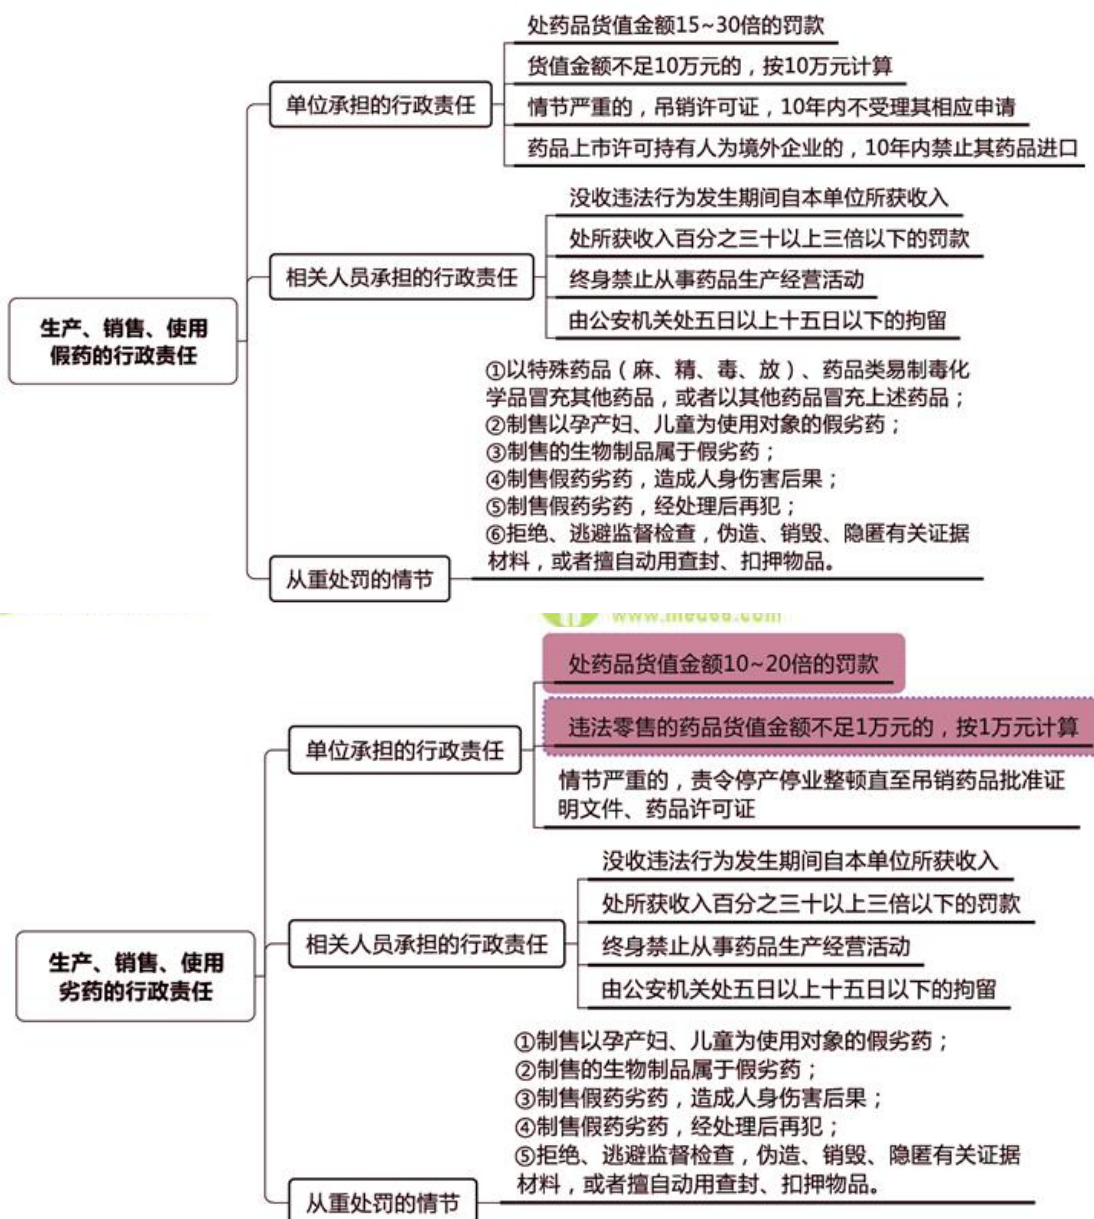 处药品货值金额15~30倍的罚款
货值金额不足10万元的，按10万元计算
单位承担的行政责任
情节严重的，吊销许可证，10年内不受理其相应申请
药品上市许可持有人为境外企业的，10年内禁止其药品进口
没收违法行为发生期间自本单位所获收入
处所获收入百分之三十以上三倍以下的罚款
相关人员承担的行政责任
终身禁止从事药品生产经营活动
由公安机关处五日以上十五日以下的拘留
生产、销售、使用
假药的行政责任
①以特殊药品（麻、精、毒、放）、药品类易制毒化
学品冒充其他药品，或者以其他药品冒充上述药品；
②制售以孕产妇、儿童为使用对象的假劣药；
③制售的生物制品属于假劣药；
④制售假药劣药，造成人身伤害后果；
⑤制售假药劣药，经处理后再犯；
⑥拒绝、逃避监督检查，伪造、销毁、隐匿有关证据
材料，或者擅自动用查封、扣押物品。
从重处罚的情节
www.med66.com
处药品货值金额10~20倍的罚款
违法零售的药品货值金额不足1万元的，按1万元计算
单位承担的行政责任
情节严重的，责令停产停业整顿直至吊销药品批准证
明文件、药品许可证
没收违法行为发生期间自本单位所获收入
处所获收入百分之三十以上三倍以下的罚款
相关人员承担的行政责任
终身禁止从事药品生产经营活动
由公安机关处五日以上十五日以下的拘留
生产、销售、使用
劣药的行政责任
①制售以孕产妇、儿童为使用对象的假劣药；
②制售的生物制品属于假劣药；
③制售假药劣药，造成人身伤害后果；
④制售假药劣药，经处理后再犯；
⑤拒绝、逃避监督检查，伪造、销毁、隐匿有关证据
材料，或者擅自动用查封、扣押物品。
从重处罚的情节